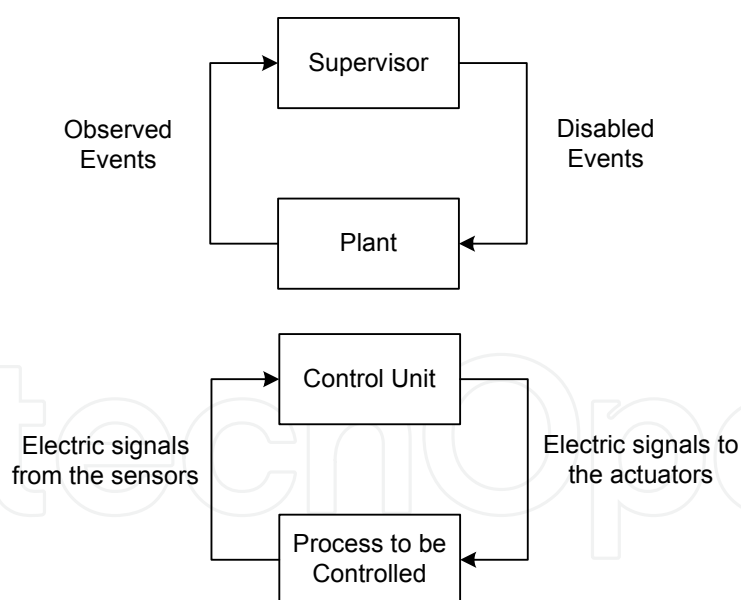 Supervisor
Observed
Events
Disabled
Events
Plant
Control Unit
Electric signals
from the sensors
Electric signals to
the actuators
Process to be
Controlled